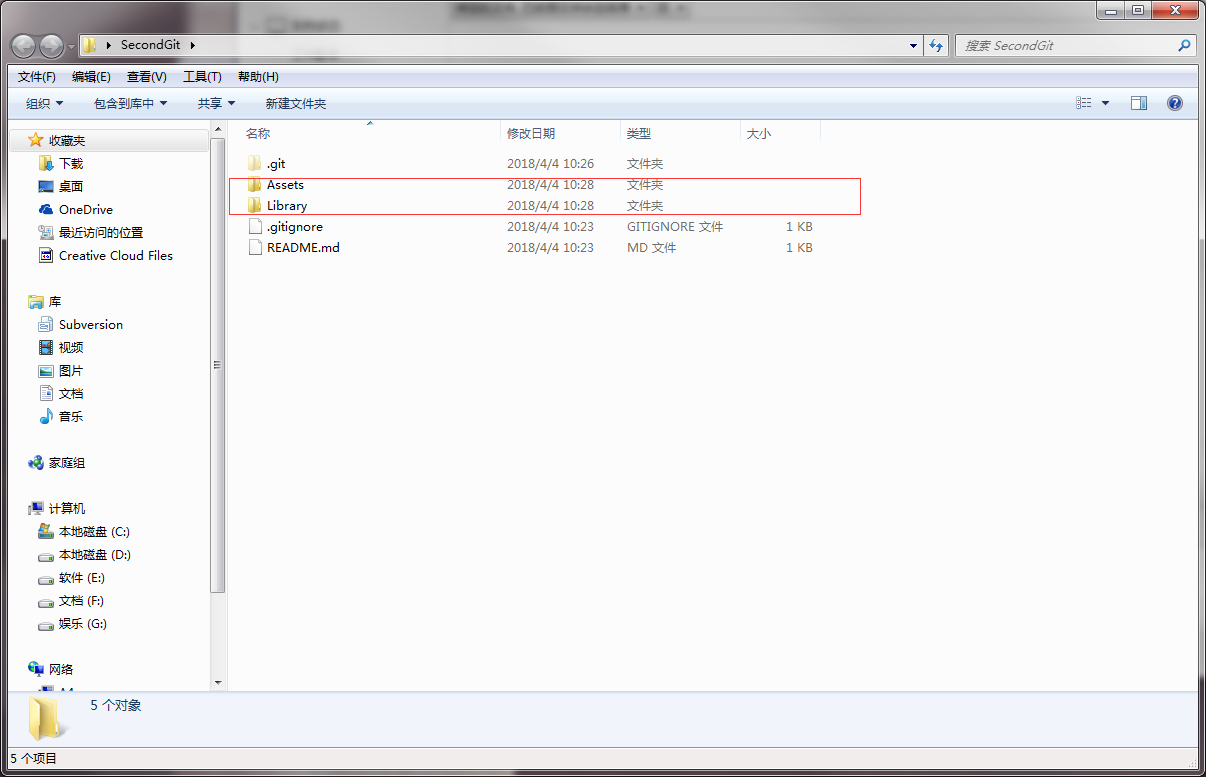 SecondGit
搜索 SecondGit
文件(F) 编辑(E) 查看(V) 工具(T) 帮助(H)
组织 包含到库中 共享 新建文件夹
收藏夹
下载
桌面
OneDrive
最近访问的位置
Creative Cloud Files
库
Subversion
视频
图片
文档
音乐
家庭组
计算机
本地磁盘 (C:)
本地磁盘 (D:)
软件 (E:)
文档 (F:)
娱乐 (G:)
网络
名称 修改日期 类型 大小
.git 2018/4/4 10:26 文件夹
Assets 2018/4/4 10:28 文件夹
Library 2018/4/4 10:28 文件夹
.gitignore 2018/4/4 10:23 GITIGNORE 文件 1 KB
README.md 2018/4/4 10:23 MD 文件 1 KB
5 个对象
5 个项目